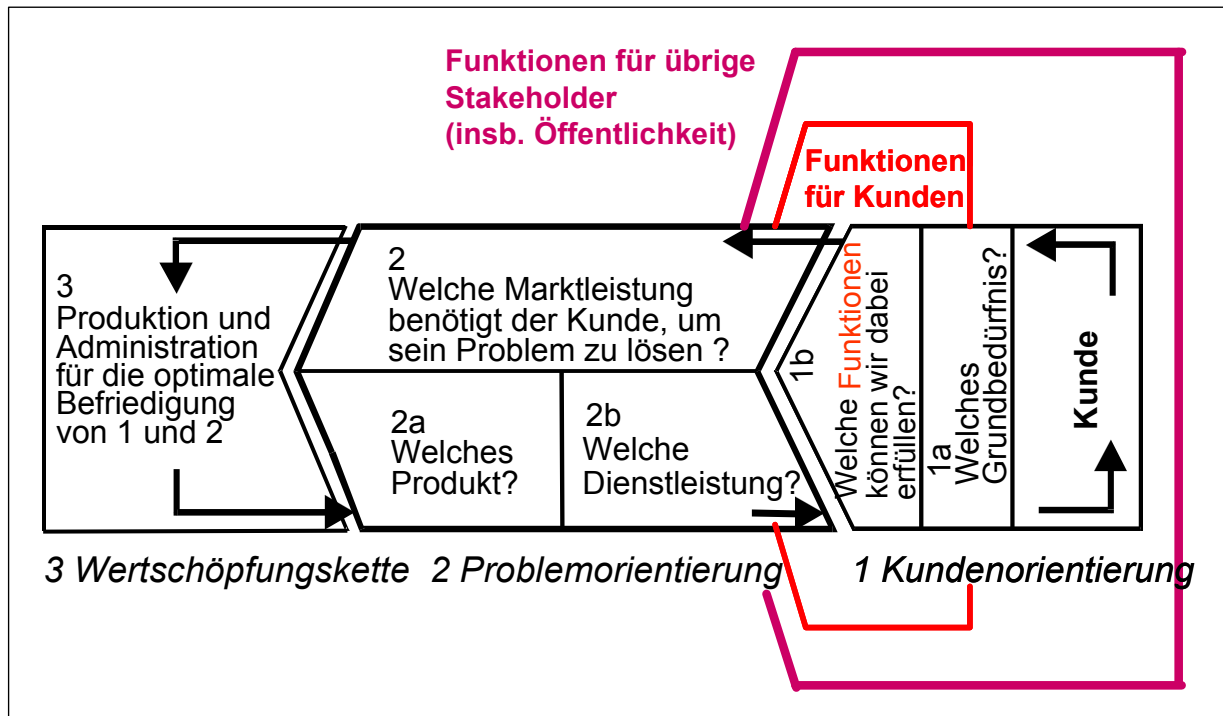 Funktionen für übrige
Stakeholder
(insb. Öffentlichkeit)
Funktionen
für Kunden
3
Produktion und
Administration
für die optimale
Befriedigung
von 1 und 2
2
Welche Marktleistung
benötigt der Kunde, um
sein Problem zu lösen ?
2a
Welches
Produkt?
2b
Welche
Dienstleistung?
1b
Welche Funktionen
können wir dabei
erfüllen?
1a
Welches
Grundbedürfnis?
Kunde
3 Wertschöpfungskette
2 Problemorientierung
1 Kundenorientierung